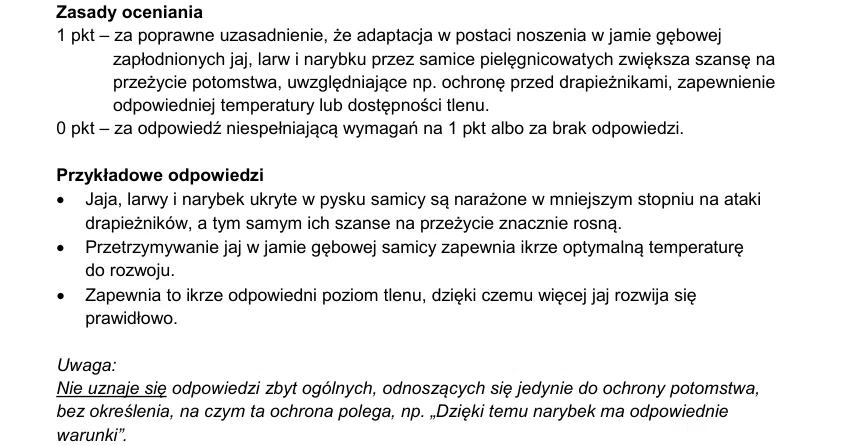 Zasady oceniania
1 pkt – za poprawne uzasadnienie, że adaptacja w postaci noszenia w jamie gębowej
zapłodnionych jaj, larw i narybku przez samice pielęgnicowatych zwiększa szansę na
przeżycie potomstwa, uwzględniające np. ochronę przed drapieżnikami, zapewnienie
odpowiedniej temperatury lub dostępności tlenu.
0 pkt – za odpowiedź niespełniającą wymagań na 1 pkt albo za brak odpowiedzi.
Przykładowe odpowiedzi
• Jaja, larwy i narybek ukryte w pysku samicy są narażone w mniejszym stopniu na ataki
drapieżników, a tym samym ich szanse na przeżycie znacznie rosną.
• Przetrzymywanie jaj w jamie gębowej samicy zapewnia ikrze optymalną temperaturę
do rozwoju.
• Zapewnia to ikrze odpowiedni poziom tlenu, dzięki czemu więcej jaj rozwija się
prawidłowo.
Uwaga:
Nie uznaje się odpowiedzi zbyt ogólnych, odnoszących się jedynie do ochrony potomstwa,
bez określenia, na czym ta ochrona polega, np. „Dzięki temu narybek ma odpowiednie
warunki”.